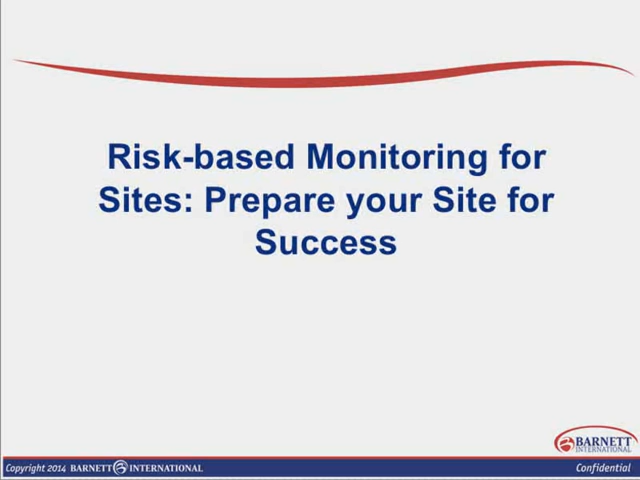 Risk-based Monitoring for
Sites: Prepare your Site for
Success
BARNETT
INTERNATIONAL
Copyright 2014 BARNETT INTERNATIONAL
Confidential